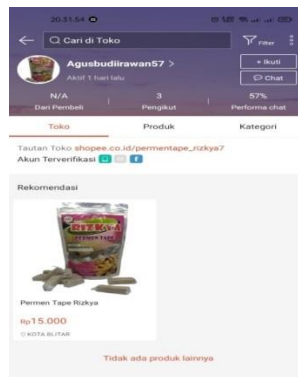 20.31.54
Cari di Toko
Filter
Agusbudiirawan57 >
Aktif 1 hari lalu
+ Ikuti
Chat
N/A
Dari Pembeli
3
Pengikut
57%
Performa chat
Toko
Produk
Kategori
Tautan Toko shopee.co.id/permentape_rizkya7
Akun Terverifikasi
Rekomendasi
RIZKya
Permen Tape Rizkya
Rp15.000
KOTA BLITAR
Tidak ada produk lainnya